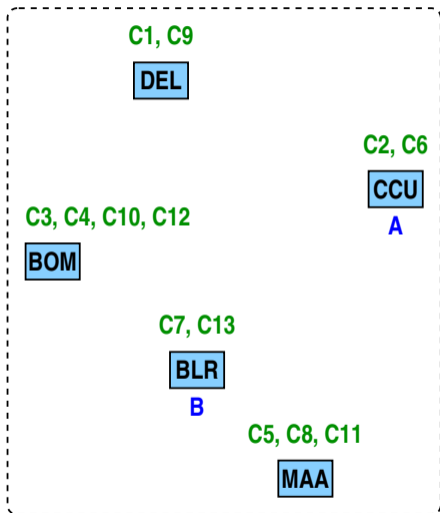 C1, C9
DEL
C2, C6
CCU
A
C3, C4, C10, C12
BOM
C7, C13
BLR
B
C5, C8, C11
MAA